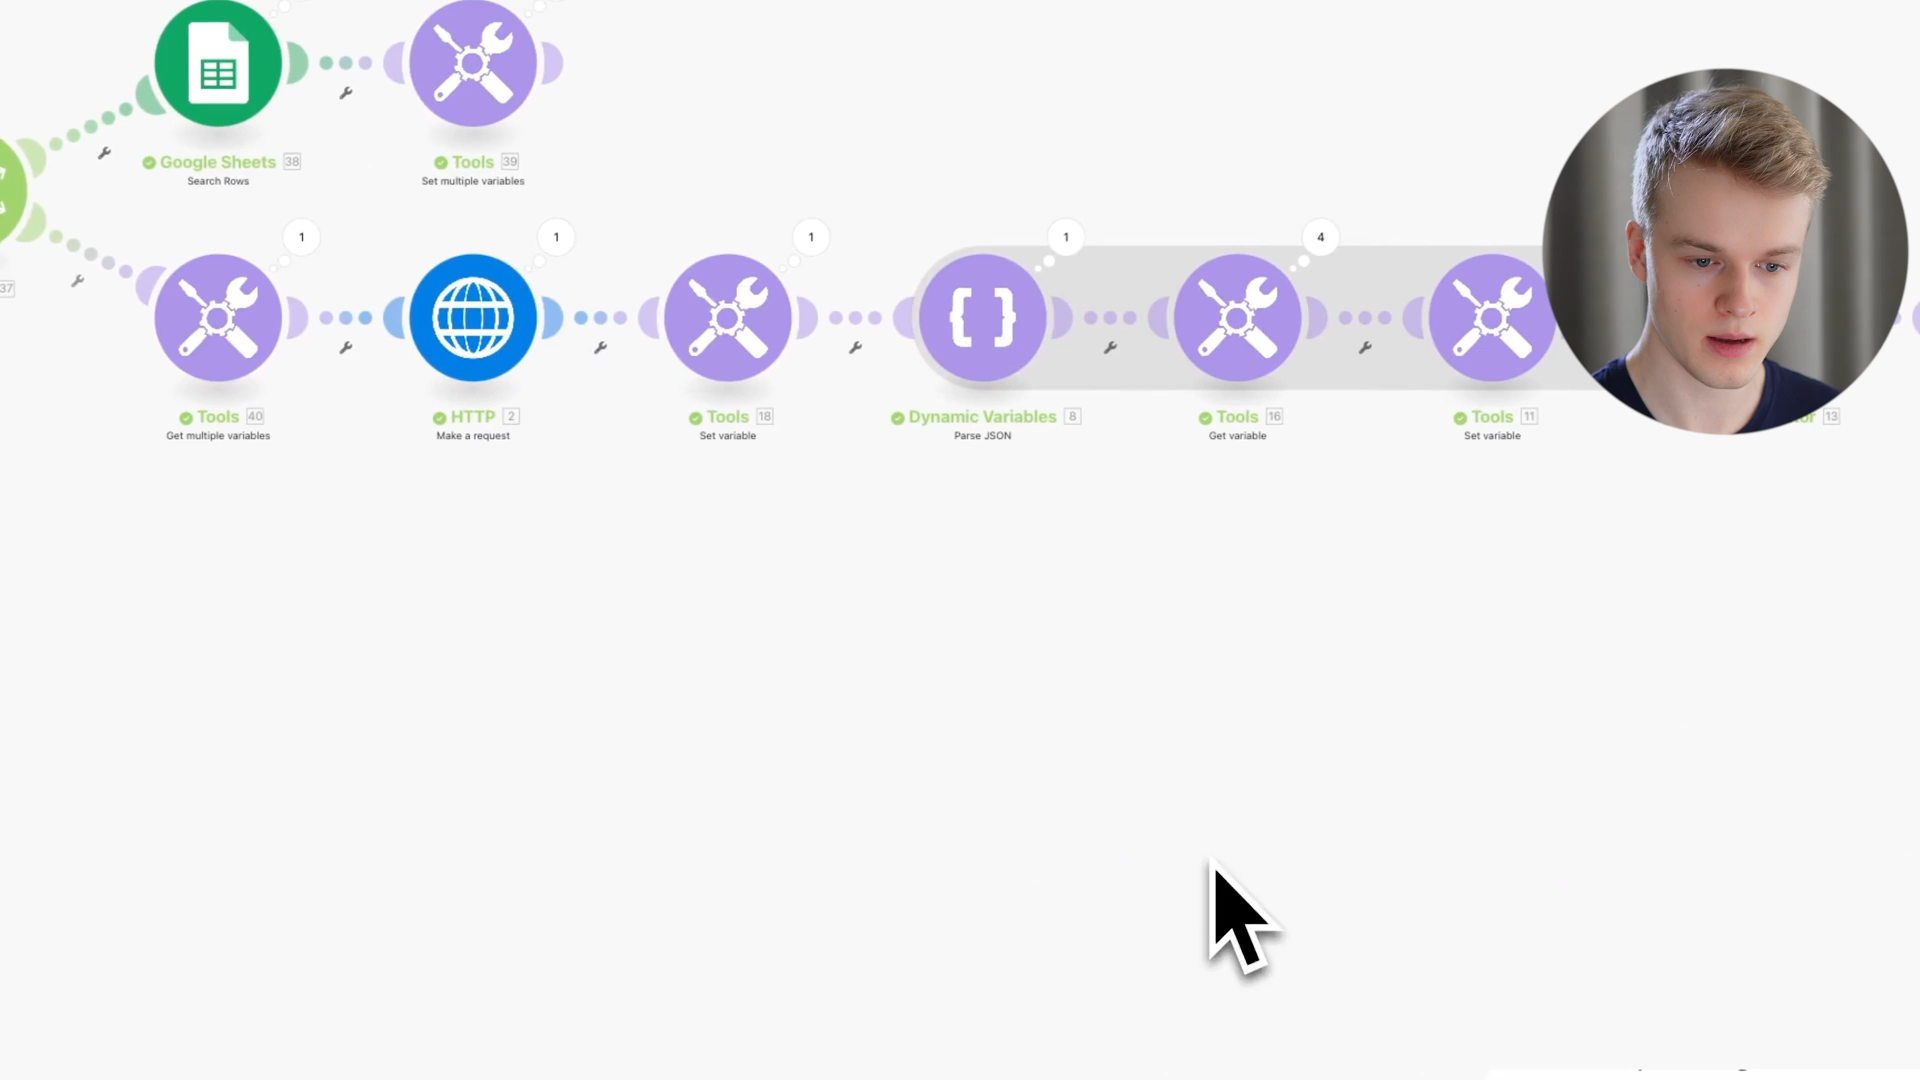 Google Sheets 38
Search Rows
Tools 39
Set multiple variables
37
1
1
1
1
4
Tools 40
Get multiple variables
HTTP 2
Make a request
Tools 18
Set variable
Dynamic Variables 8
Parse JSON
Tools 16
Get variable
Tools 11
Set variable
13